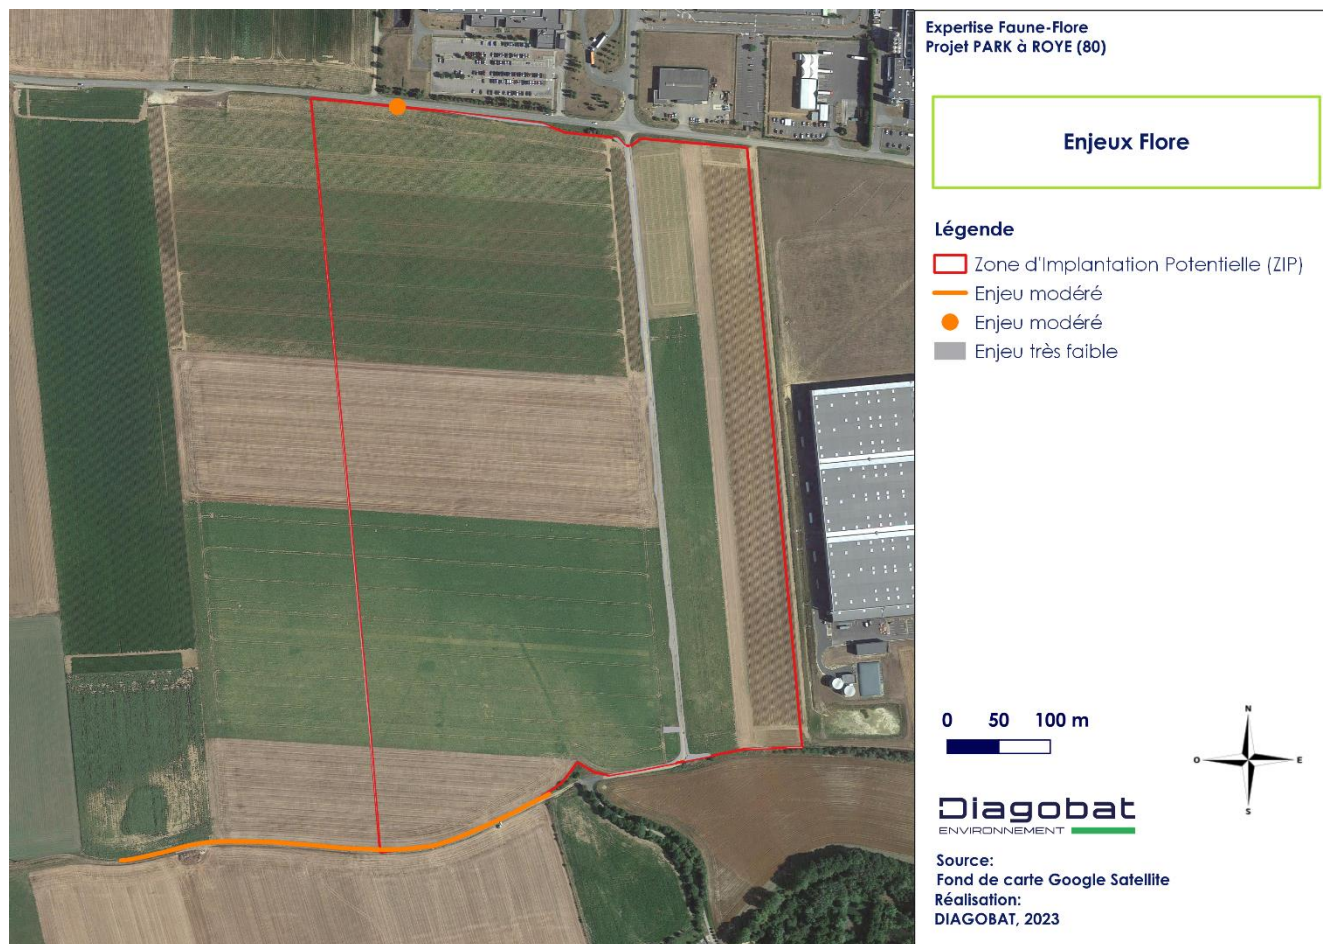 Expertise Faune-Flore
Projet PARK à ROYE (80)
Enjeux Flore
Légende
Zone d'Implantation Potentielle (ZIP)
Enjeu modéré
Enjeu modéré
Enjeu très faible
0 50 100 m
N
O E
S
Diagobat
ENVIRONNEMENT
Source:
Fond de carte Google Satellite
Réalisation:
DIAGOBAT, 2023